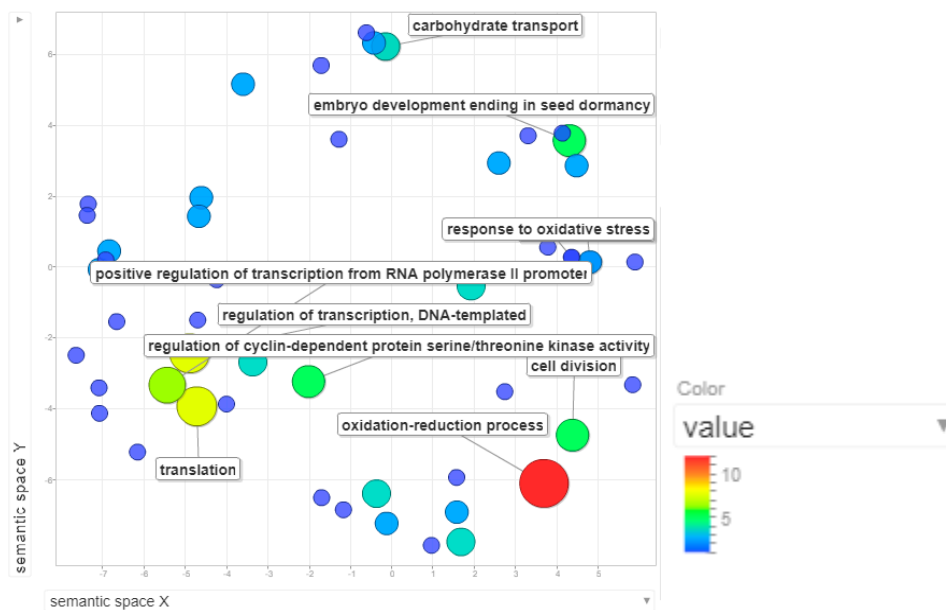 carbohydrate transport
6
embryo development ending in seed dormancy
4
2
response to oxidative stress
0
positive regulation of transcription from RNA polymerase II promoter
regulation of transcription, DNA-templated
-2
regulation of cyclin-dependent protein serine/threonine kinase activity
cell division
Color
-4
oxidation-reduction process
value
translation
10
-6
5
semantic space Y
-7 -6 -5 -4 -3 -2 -1 0 1 2 3 4 5
semantic space X